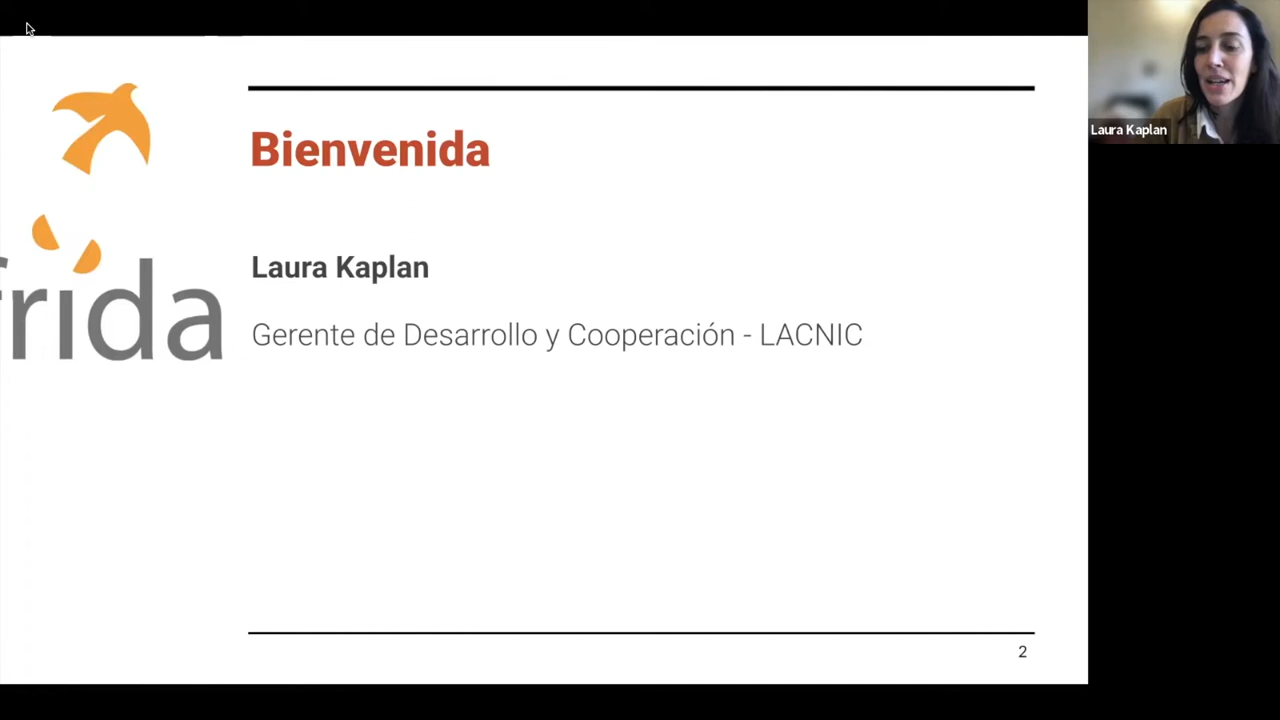 Bienvenida
Laura Kaplan
Gerente de Desarrollo y Cooperación - LACNIC
frida
2
Laura Kaplan